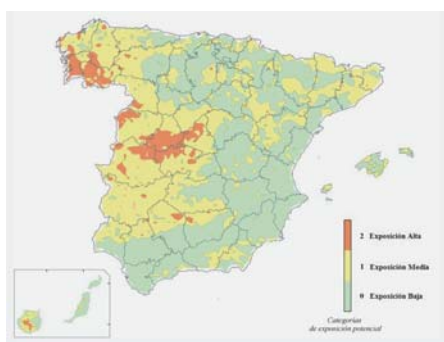 2 Exposición Alta
1 Exposición Media
0 Exposición Baja
Categorías
de exposición potencial